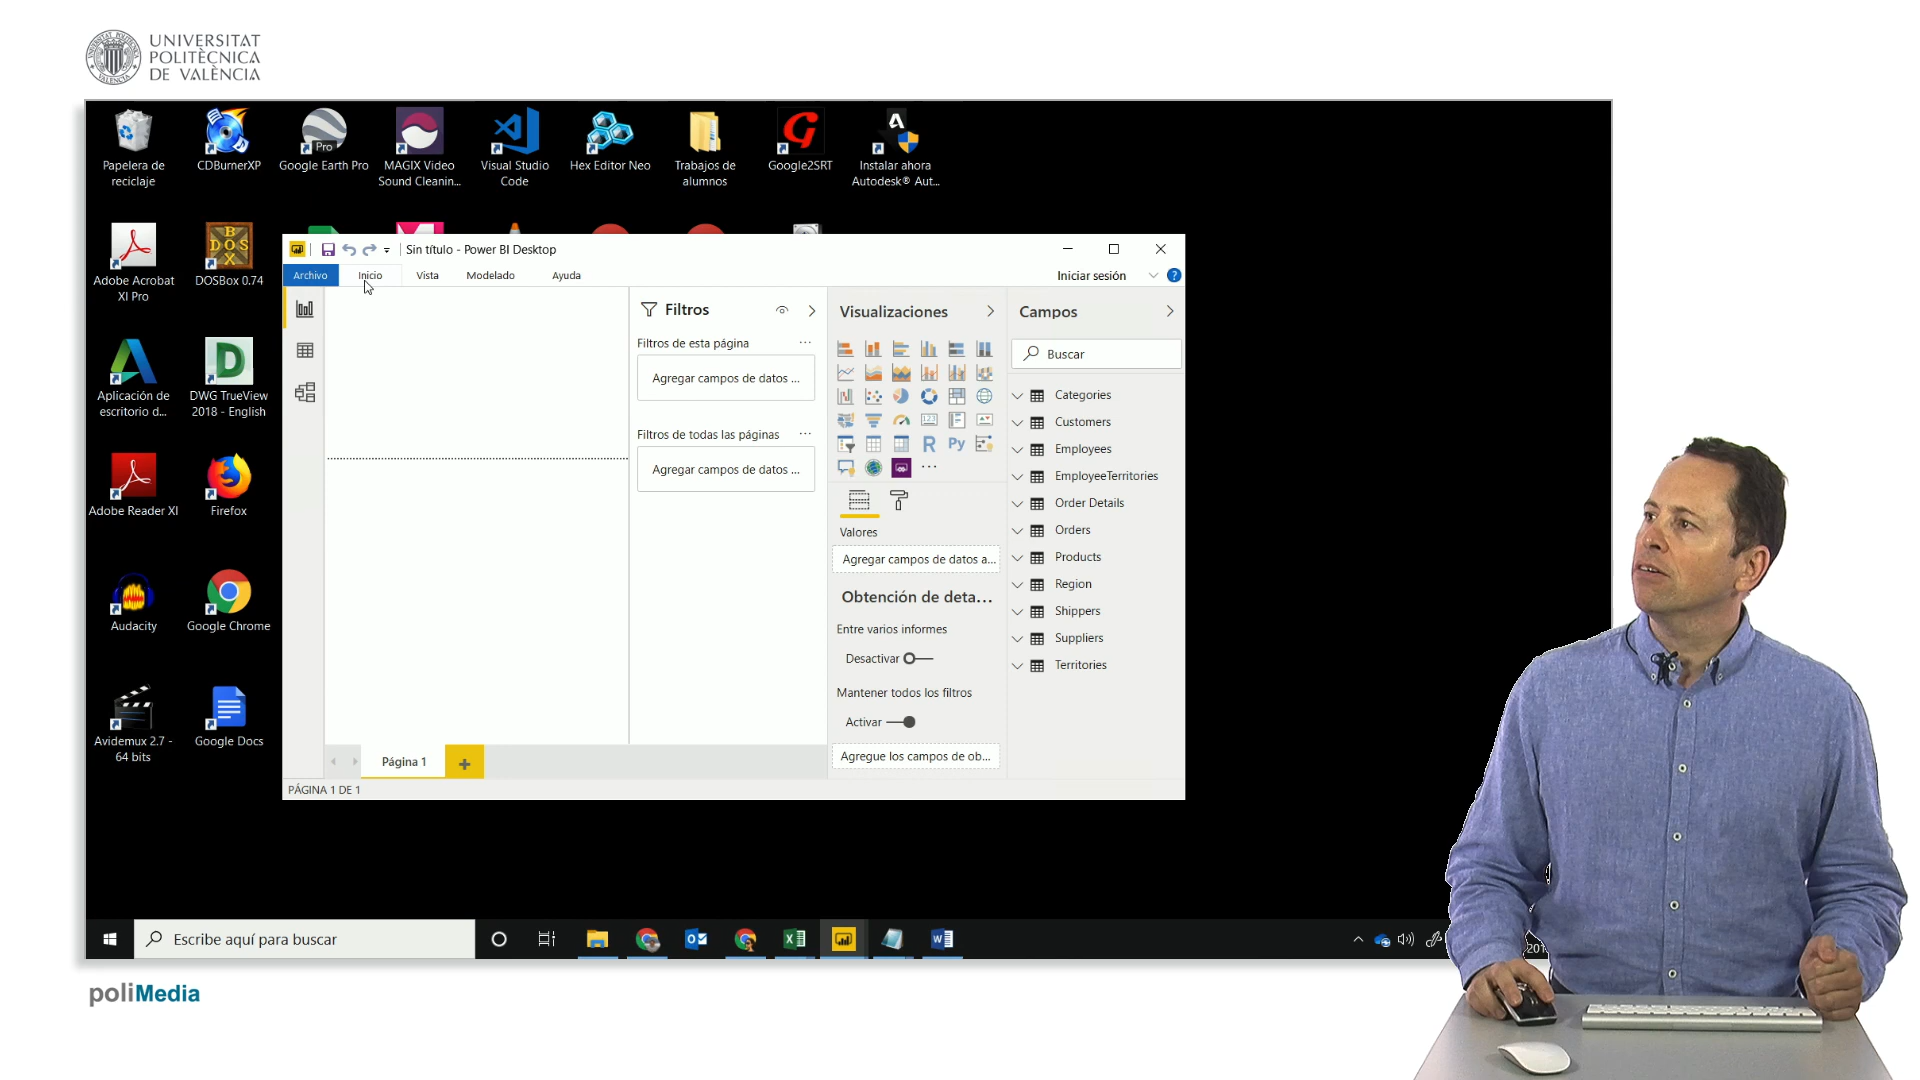 UNIVERSITAT
POLITÈCNICA
DE VALÈNCIA
Papelera de
reciclaje
CDBurnerXP
Pro
Google Earth Pro
MAGIX Video
Sound Cleanin...
Visual Studio
Code
Hex Editor Neo
Trabajos de
alumnos
Google2SRT
Instalar ahora
Autodesk® Aut...
Adobe Acrobat
XI Pro
DOSBox 0.74
Aplicación de
escritorio d...
DWG TrueView
2018 - English
Adobe Reader XI
Firefox
Audacity
Google Chrome
Avidemux 2.7 -
64 bits
Google Docs
Sin título - Power BI Desktop
Archivo
Inicio
Vista
Modelado
Ayuda
Iniciar sesión
Filtros
Filtros de esta página
Agregar campos de datos ...
Filtros de todas las páginas
Agregar campos de datos ...
Visualizaciones
R
Py
Valores
Agregar campos de datos a...
Obtención de deta...
Entre varios informes
Desactivar
Mantener todos los filtros
Activar
Agregue los campos de ob...
Campos
Buscar
Categories
Customers
Employees
EmployeeTerritories
Order Details
Orders
Products
Region
Shippers
Suppliers
Territories
Página 1
PÁGINA 1 DE 1
Escribe aquí para buscar
poliMedia